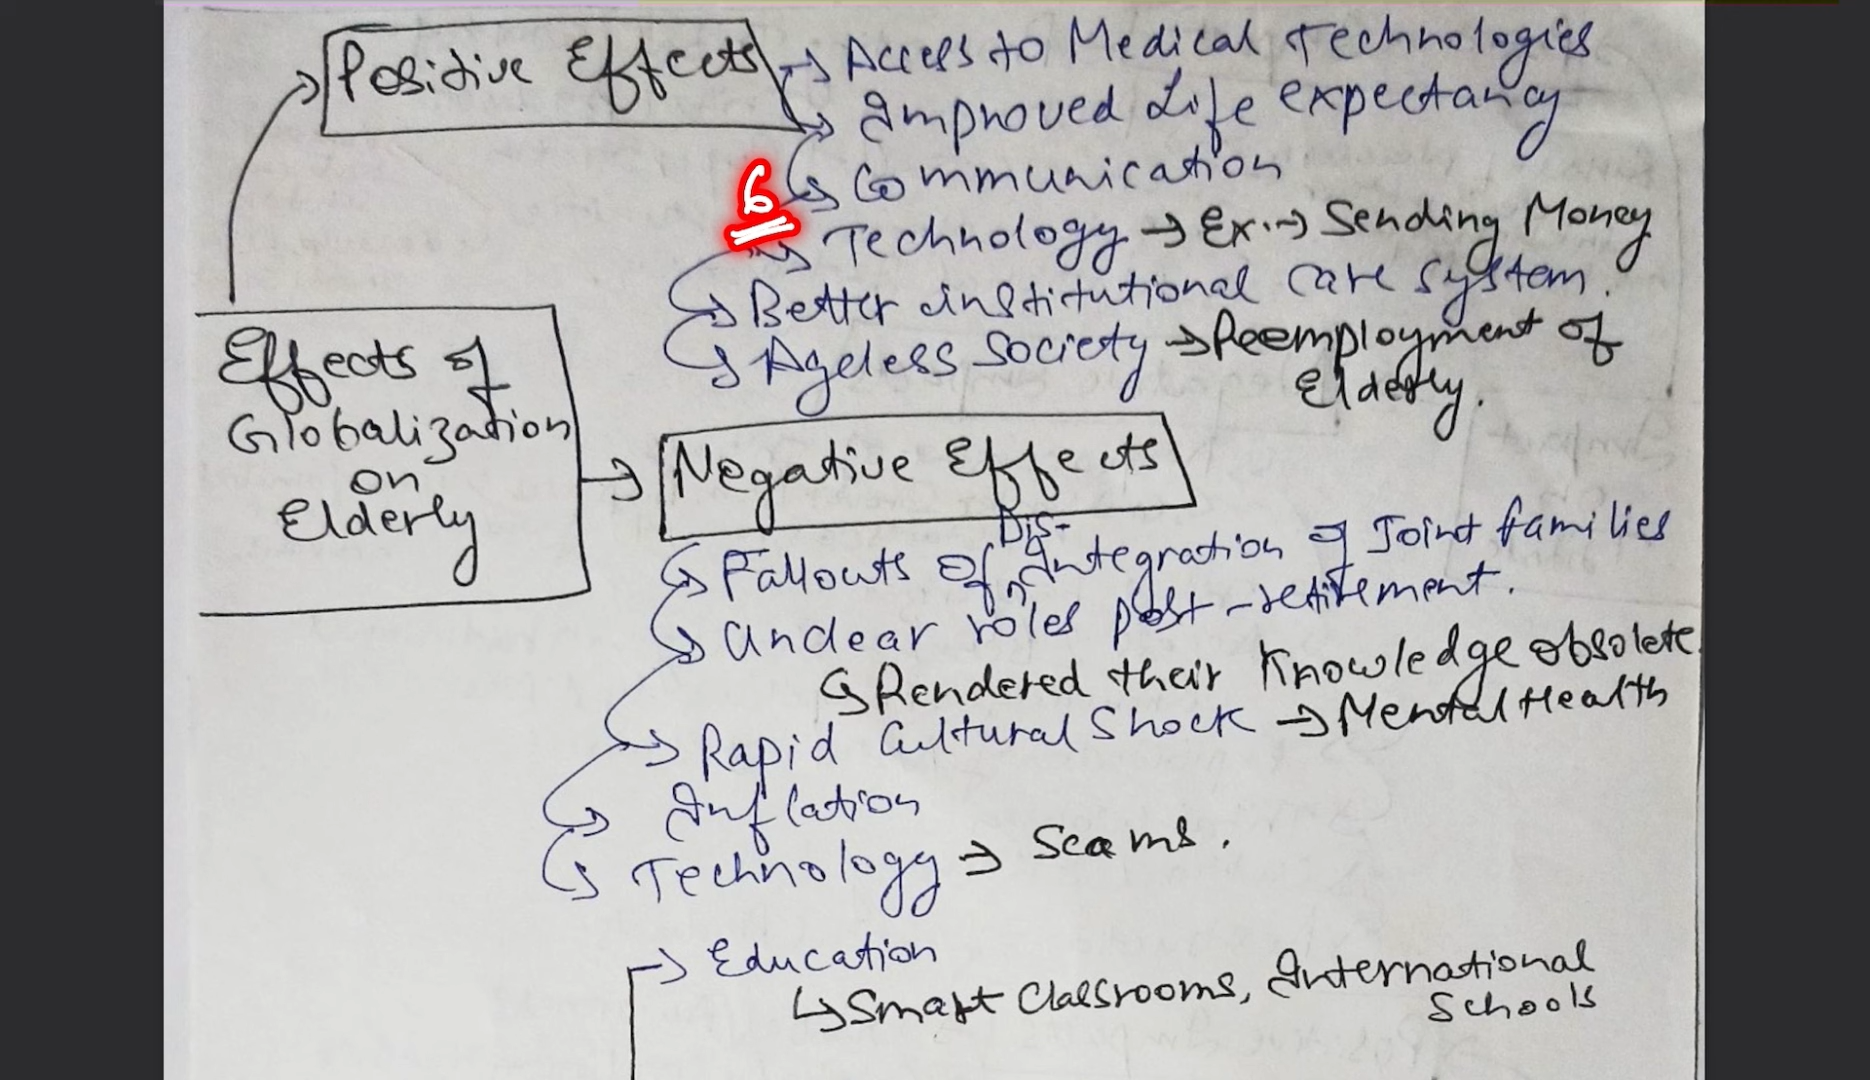 Positive Effects
→ Access to Medical Technologies
→ Improved Life expectancy
→ Communication
6
→ Technology → Ex. → Sending Money
→ Better institutional care system.
→ Ageless Society → Reemployment of
Elderly.
Effects of
Globalization
on
Elderly
→ Negative Effects
→ Fallouts of Dis-Integration of Joint families
→ Unclear roles post-retirement.
↳ Rendered their Knowledge obsolete.
→ Rapid Cultural Shock → Mental Health
→ Inflation
→ Technology → Scams.
→ Education
↳ Smart Classrooms, International
Schools